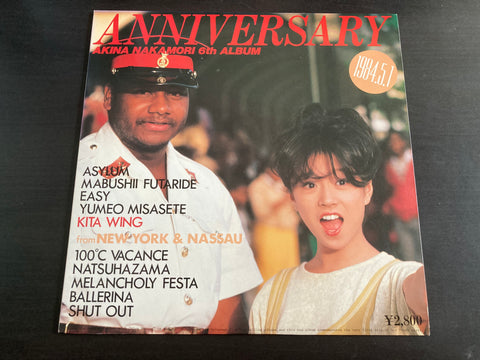 ANNIVERSARY
AKINA NAKAMORI 6th ALBUM
1984.5.1
ASYLUM
MABUSHII FUTARIDE
EASY
YUMEO MISASETE
KITA WING
from NEW YORK & NASSAU
100°C VACANCE
NATSUHAZAMA
MELANCHOLY FESTA
BALLERINA
SHUT OUT
¥2,800